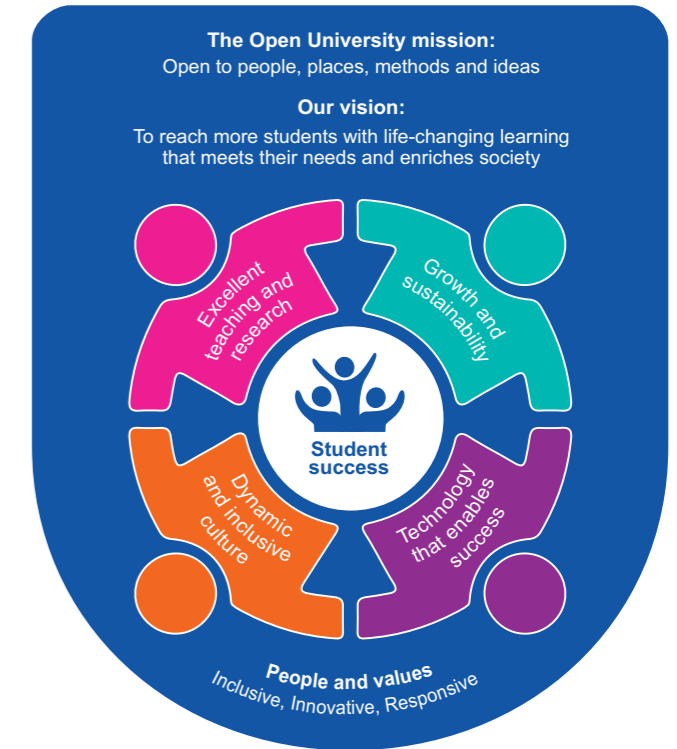 The Open University mission:
Open to people, places, methods and ideas
Our vision:
To reach more students with life-changing learning
that meets their needs and enriches society
Excellent
teaching and
research
Growth and
sustainability
Student
success
Dynamic
and inclusive
culture
Technology
that enables
success
People and values
Inclusive, Innovative, Responsive